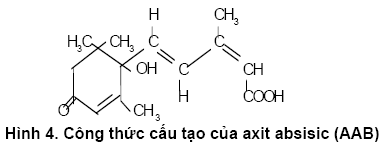 H
CH₃
H₃C
CH₃
C
C
OH
C
CH
O
CH₃
H
COOH
Hình 4. Công thức cấu tạo của axit absisic (AAB)